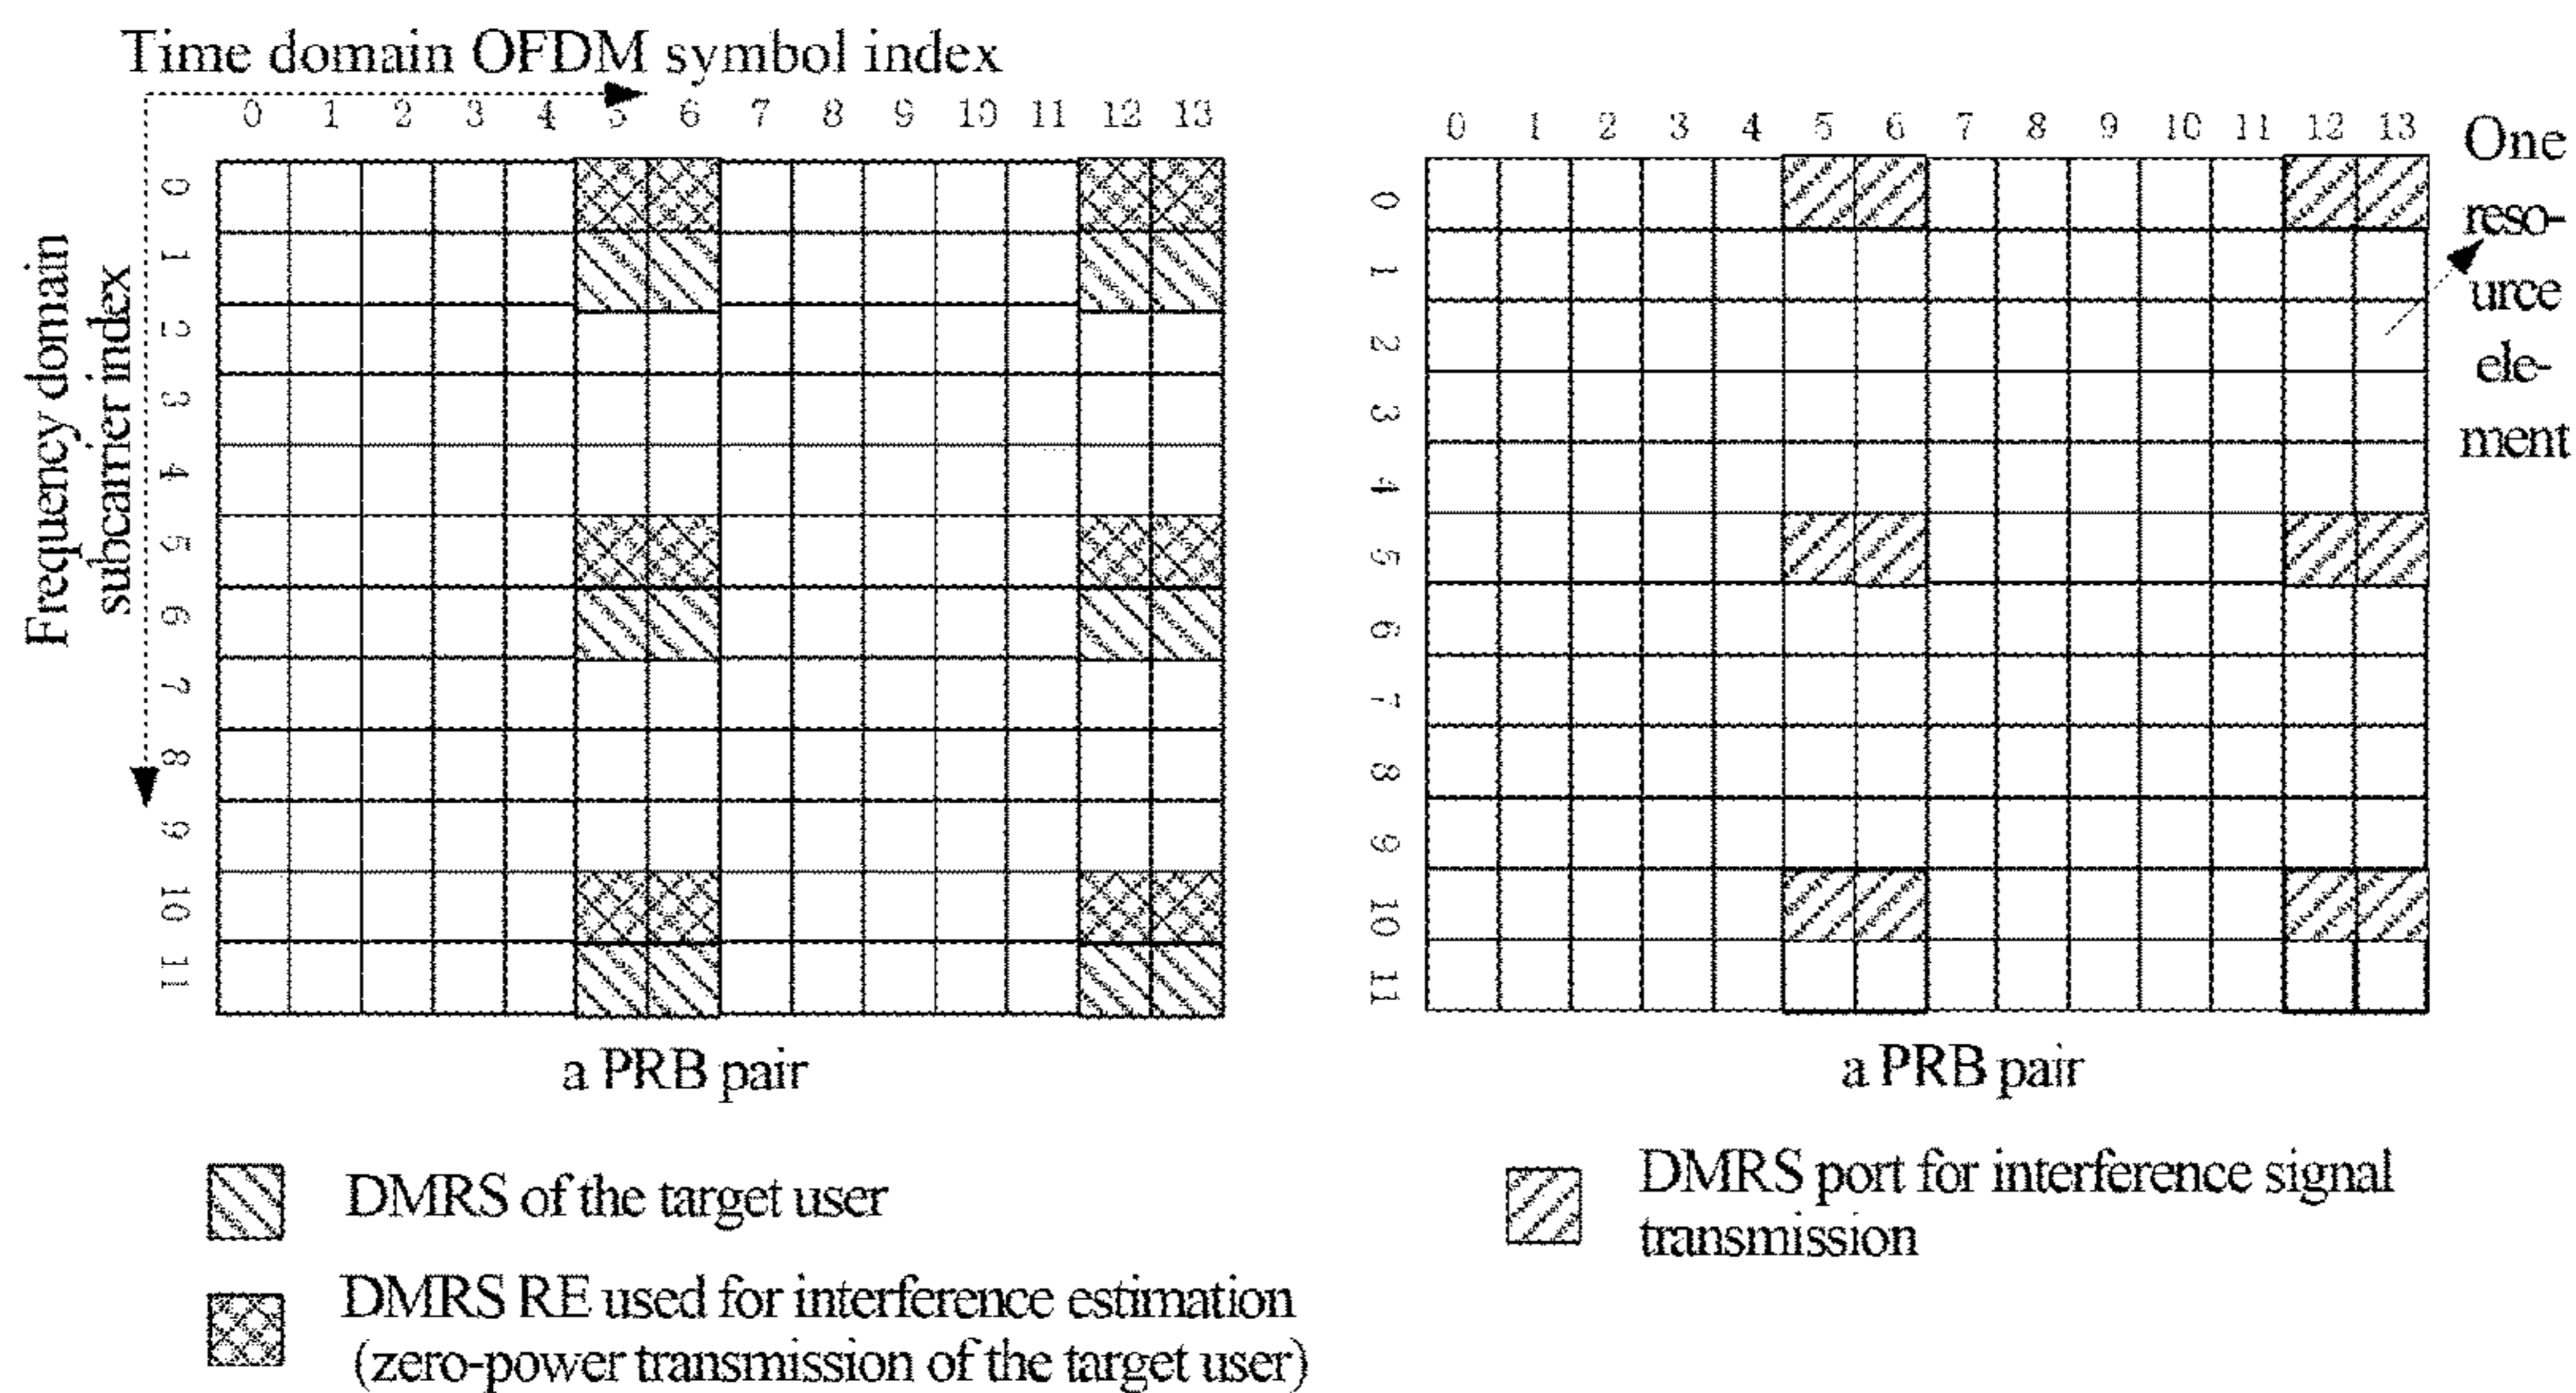 Time domain OFDM symbol index
0 1 2 3 4 5 6 7 8 9 10 11 12 13
Frequency domain
subcarrier index
0
1
2
3
4
5
6
7
8
9
10
11
a PRB pair
DMRS of the target user
DMRS RE used for interference estimation
(zero-power transmission of the target user)
0 1 2 3 4 5 6 7 8 9 10 11 12 13
0
1
2
3
4
5
6
7
8
9
10
11
One
reso-
urce
ele-
ment
a PRB pair
DMRS port for interference signal
transmission